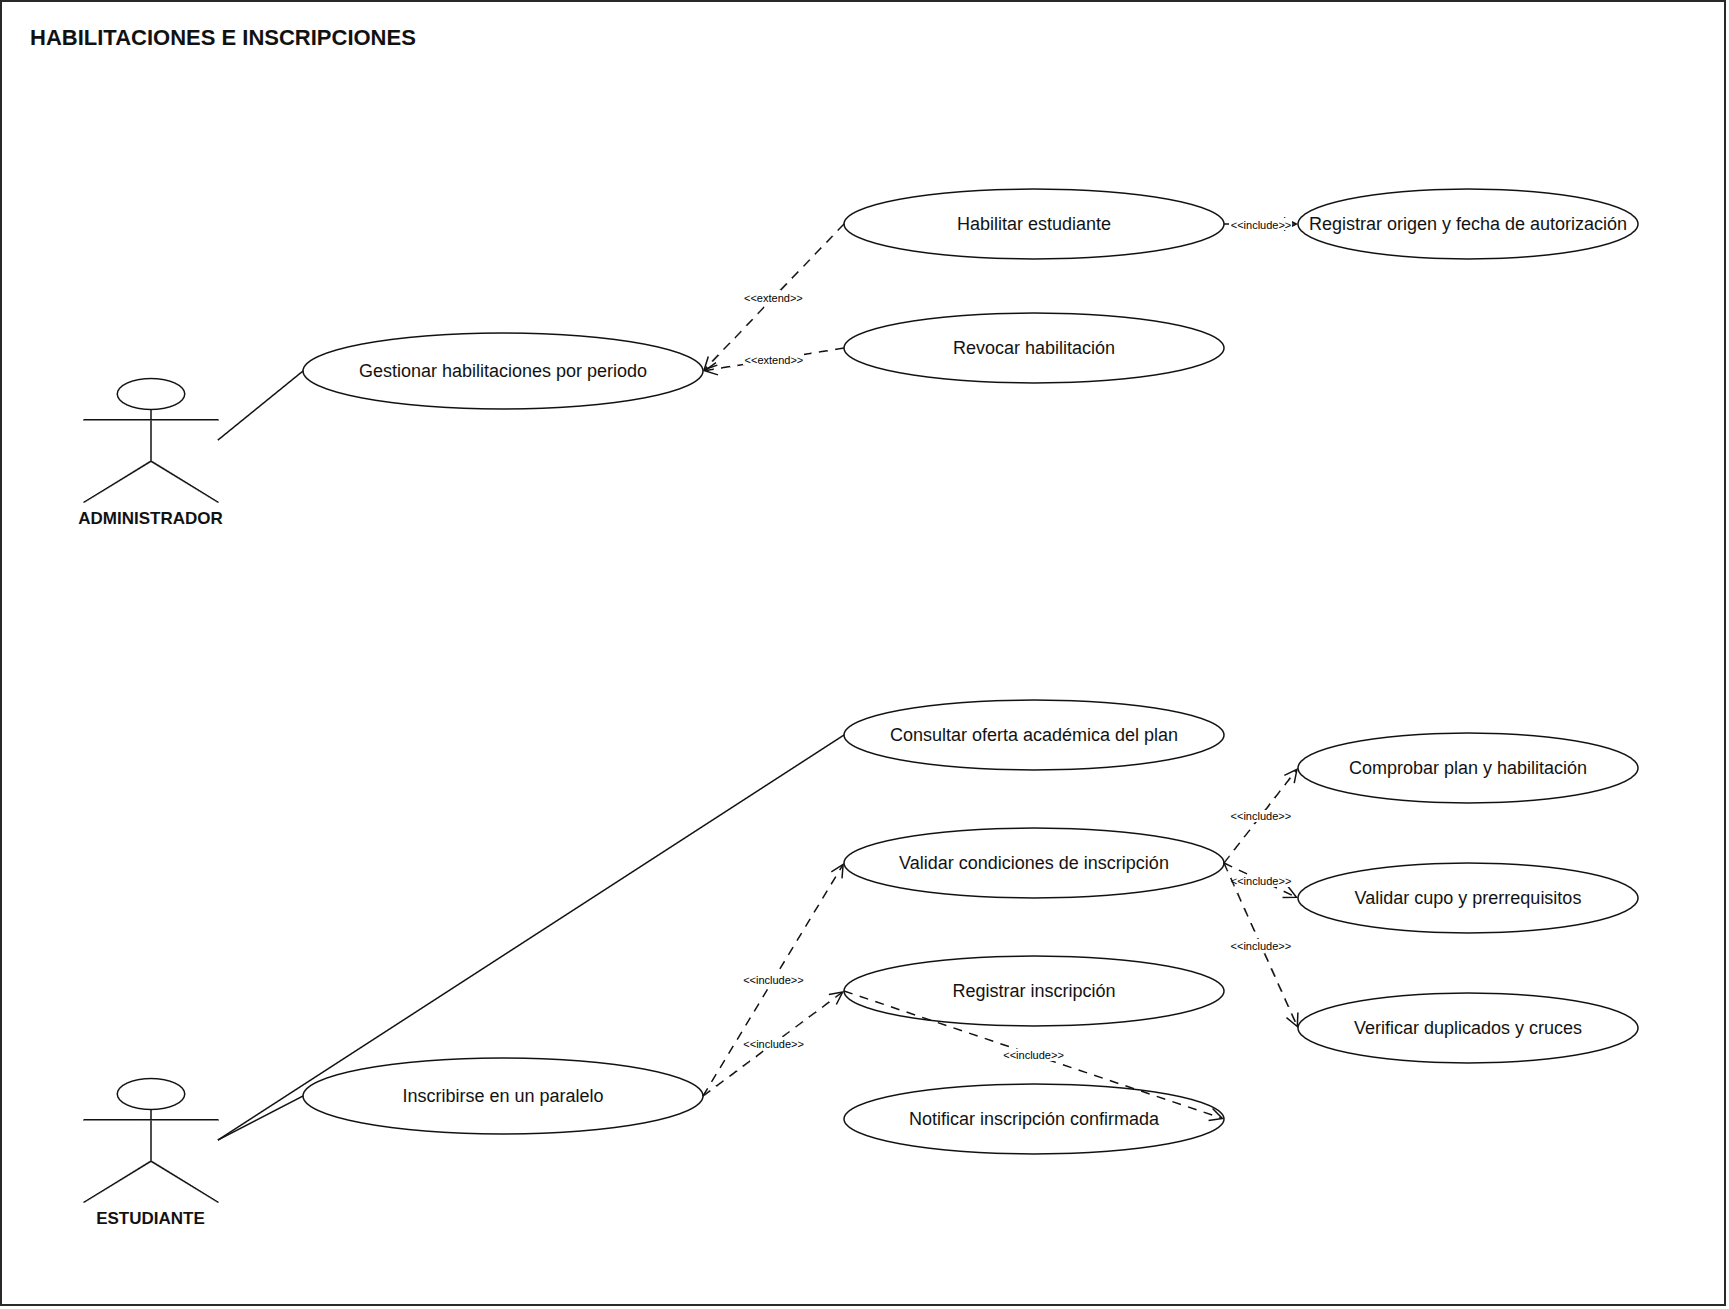 HABILITACIONES E INSCRIPCIONES
Habilitar estudiante
<<include>>
Registrar origen y fecha de autorización
<<extend>>
Revocar habilitación
<<extend>>
Gestionar habilitaciones por periodo
ADMINISTRADOR
Consultar oferta académica del plan
Comprobar plan y habilitación
<<include>>
Validar condiciones de inscripción
<<include>>
Validar cupo y prerrequisitos
<<include>>
<<include>>
Registrar inscripción
Verificar duplicados y cruces
<<include>>
<<include>>
Inscribirse en un paralelo
Notificar inscripción confirmada
ESTUDIANTE